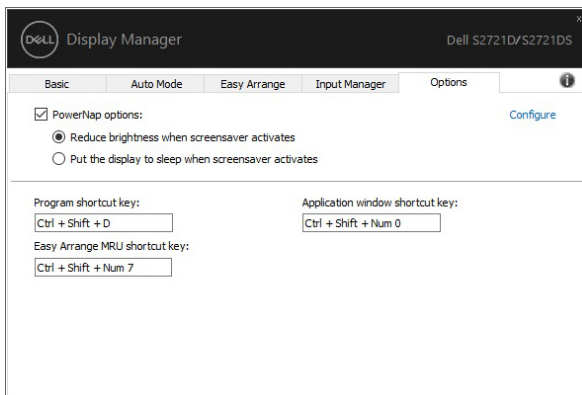 DELL Display Manager Dell S2721D/S2721DS
Basic Auto Mode Easy Arrange Input Manager Options
PowerNap options: Configure
Reduce brightness when screensaver activates
Put the display to sleep when screensaver activates
Program shortcut key: Application window shortcut key:
Ctrl + Shift + D Ctrl + Shift + Num 0
Easy Arrange MRU shortcut key:
Ctrl + Shift + Num 7